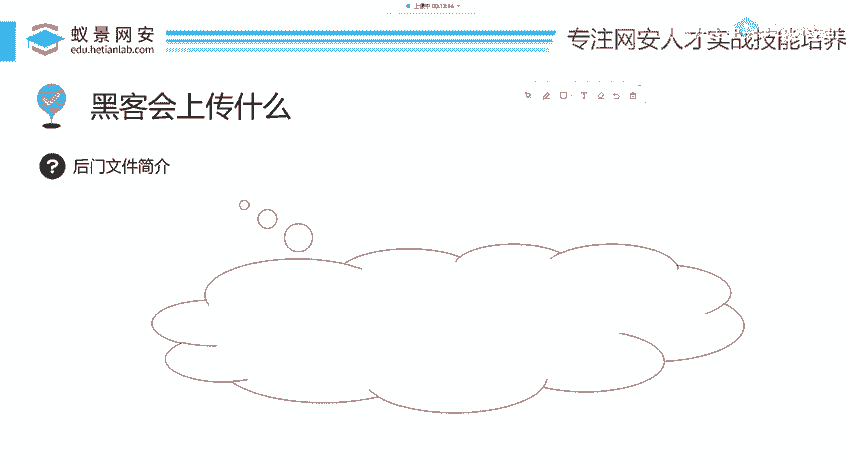 上课中 00:13:56
蚁景网安
edu.hetianlab.com
专注网安人才实战技能培养
黑客会上传什么
? 后门文件简介